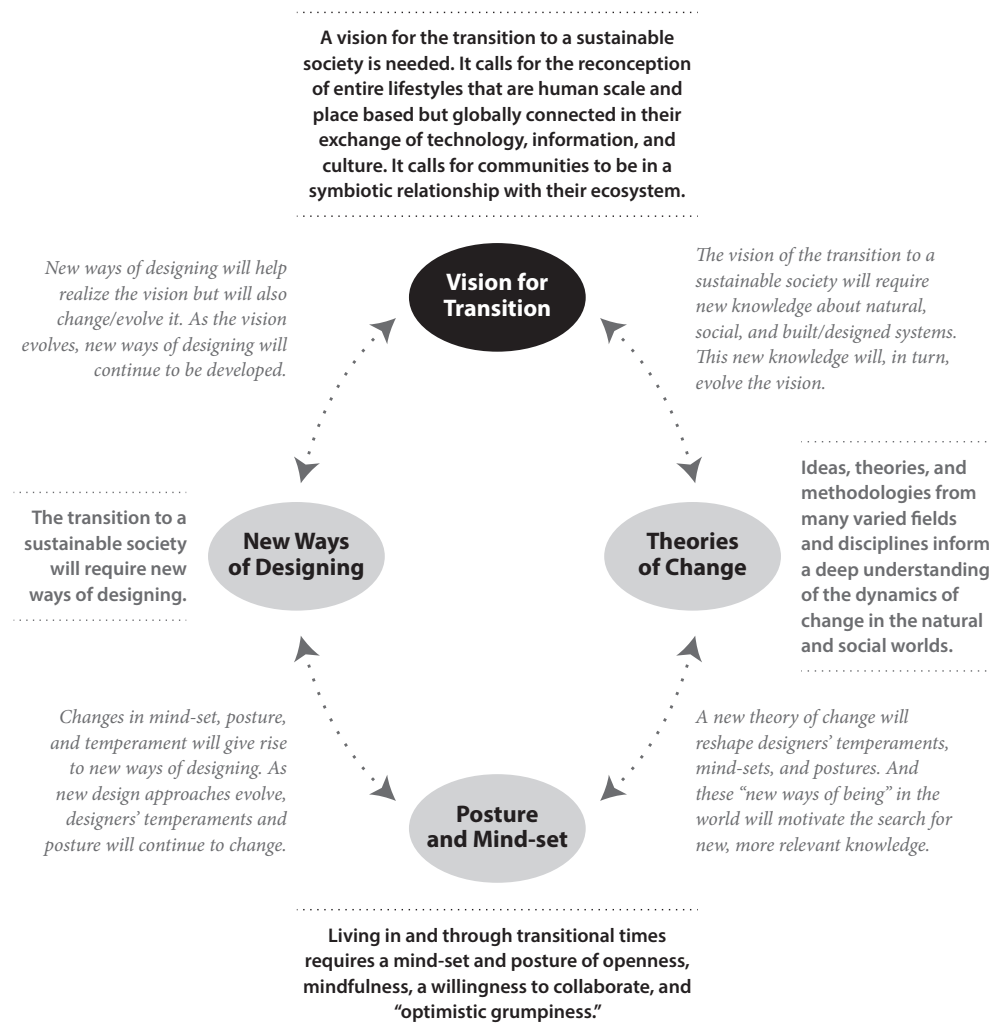 A vision for the transition to a sustainable
society is needed. It calls for the reconception
of entire lifestyles that are human scale and
place based but globally connected in their
exchange of technology, information, and
culture. It calls for communities to be in a
symbiotic relationship with their ecosystem.
New ways of designing will help
realize the vision but will also
change/evolve it. As the vision
evolves, new ways of designing will
continue to be developed.
Vision for
Transition
The vision of the transition to a
sustainable society will require
new knowledge about natural,
social, and built/designed systems.
This new knowledge will, in turn,
evolve the vision.
The transition to a
sustainable society
will require new
ways of designing.
New Ways
of Designing
Theories
of Change
Ideas, theories, and
methodologies from
many varied fields
and disciplines inform
a deep understanding
of the dynamics of
change in the natural
and social worlds.
Changes in mind-set, posture,
and temperament will give rise
to new ways of designing. As
new design approaches evolve,
designers’ temperaments and
posture will continue to change.
Posture
and Mind-set
A new theory of change will
reshape designers’ temperaments,
mind-sets, and postures. And
these “new ways of being” in the
world will motivate the search for
new, more relevant knowledge.
Living in and through transitional times
requires a mind-set and posture of openness,
mindfulness, a willingness to collaborate, and
“optimistic grumpiness.”